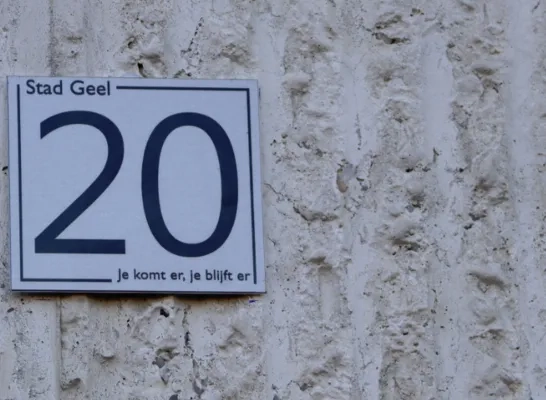 Stad Geel
20
Je komt er, je blijft er